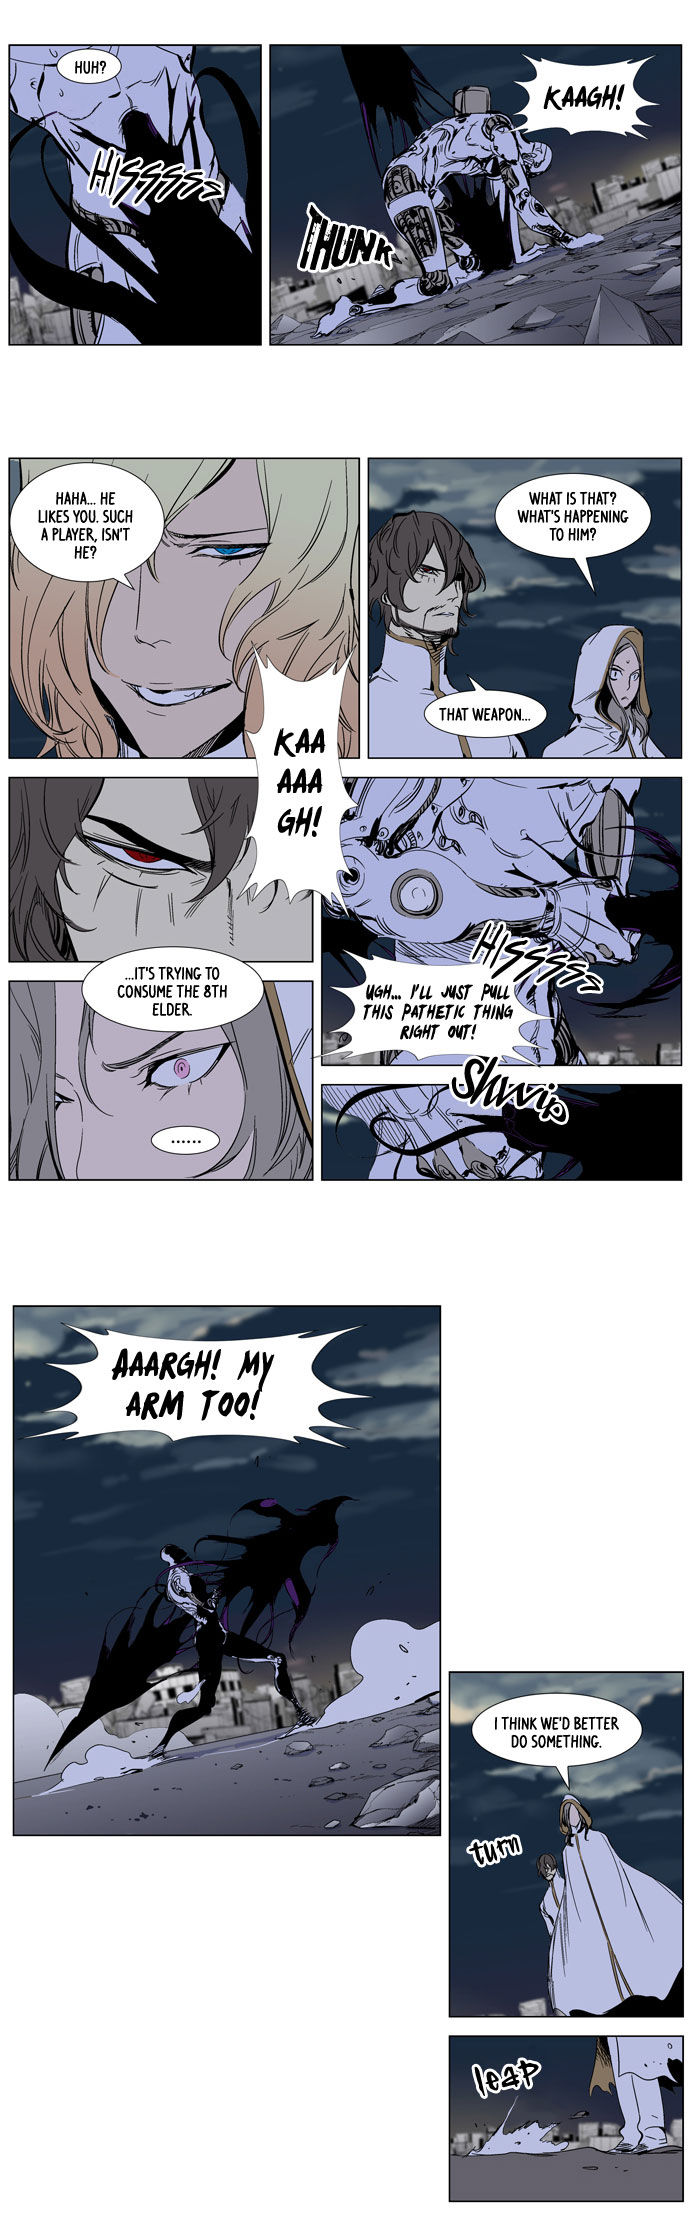 HUH?
HISSSSSS
KAAGH!
THUNK
HAHA... HE
LIKES YOU. SUCH
A PLAYER, ISN'T
HE?
WHAT IS THAT?
WHAT'S HAPPENING
TO HIM?
THAT WEAPON...
KAA
AAA
GH!
HISSSSSS
UGH... I'LL JUST PULL
THIS PATHETIC THING
RIGHT OUT!
...IT'S TRYING TO
CONSUME THE 8TH
ELDER.
......
Shwip
AAARGH! MY
ARM TOO!
I THINK WE'D BETTER
DO SOMETHING.
turn
leap